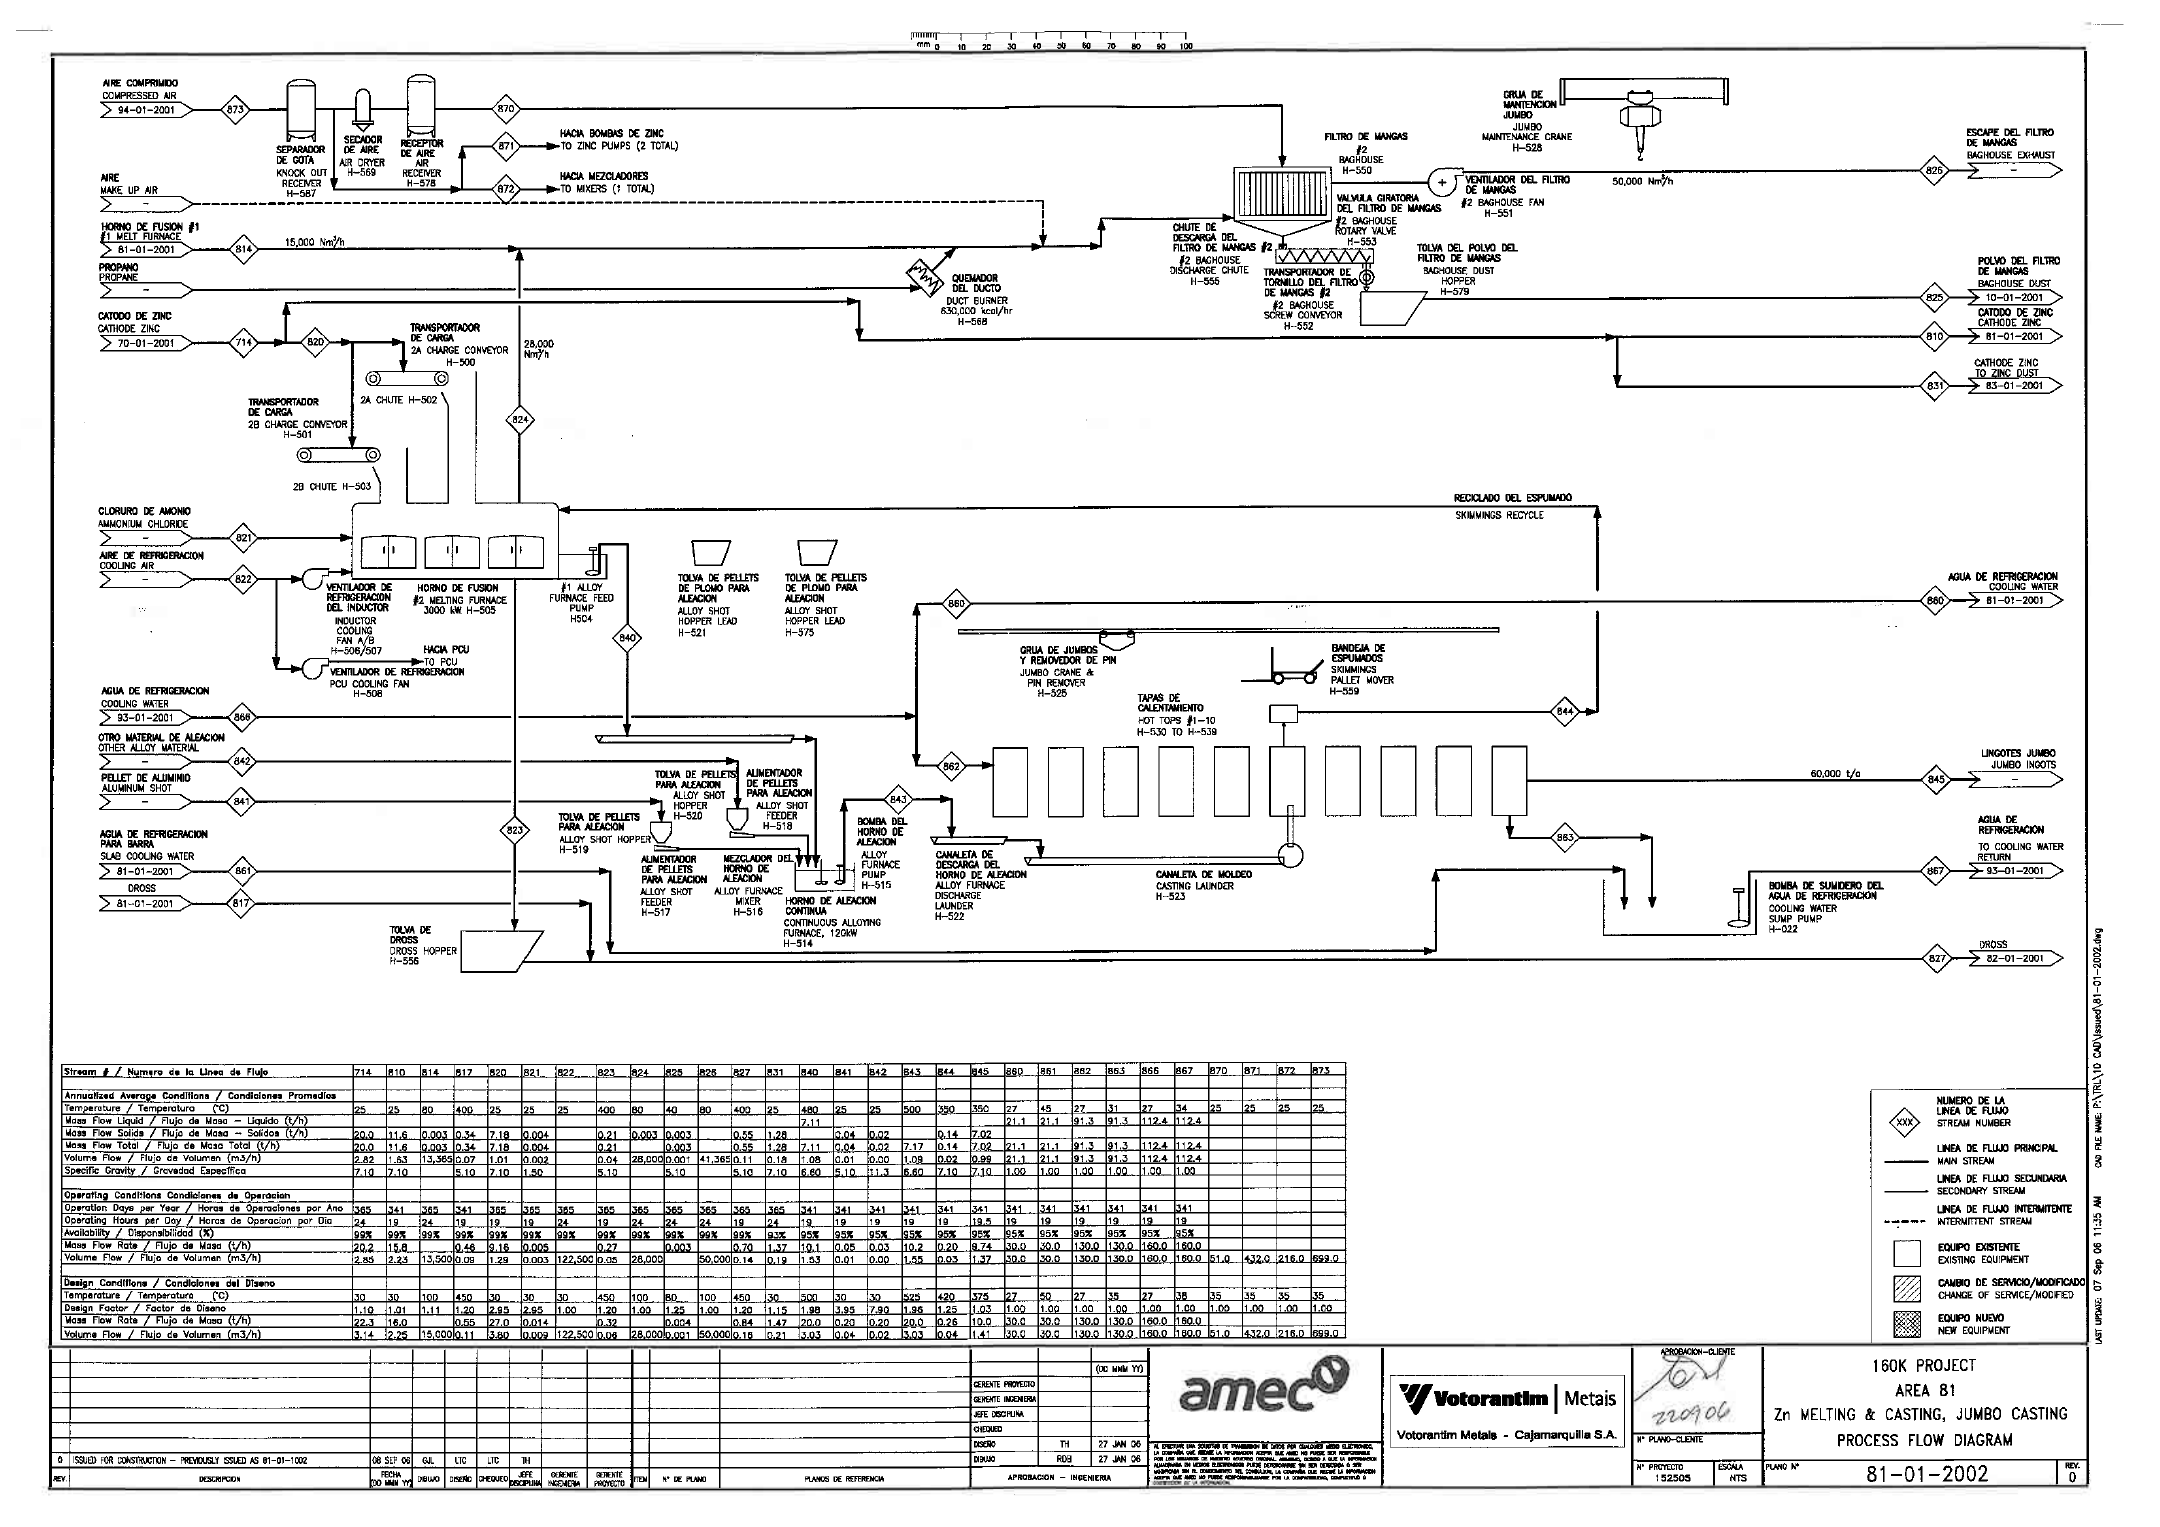 mm 0 10 20 30 40 50 60 70 80 90 100
AIRE COMPRIMIDO
COMPRESSED AIR
94-01-2001
873
SEPARADOR
DE GOTA
KNOCK OUT
RECEIVER
H-587
SECADOR
DE AIRE
AIR DRYER
H-569
RECEPTOR
DE AIRE
AIR
RECEIVER
H-578
870
871
HACIA BOMBAS DE ZINC
TO ZINC PUMPS (2 TOTAL)
872
HACIA MEZCLADORES
TO MIXERS (1 TOTAL)
AIRE
MAKE UP AIR
-
HORNO DE FUSION #1
#1 MELT FURNACE
81-01-2001
814
15,000 Nm³/h
PROPANO
PROPANE
-
QUEMADOR
DEL DUCTO
DUCT BURNER
630,000 kcal/hr
H-568
CATODO DE ZINC
CATHODE ZINC
70-01-2001
714
820
TRANSPORTADOR
DE CARGA
2A CHARGE CONVEYOR
H-500
2A CHUTE H-502
TRANSPORTADOR
DE CARGA
2B CHARGE CONVEYOR
H-501
2B CHUTE H-503
28,000
Nm³/h
824
GRUA DE
MANTENCION
JUMBO
JUMBO
MAINTENANCE CRANE
H-528
FILTRO DE MANGAS
#2
BAGHOUSE
H-550
VENTILADOR DEL FILTRO
DE MANGAS
#2 BAGHOUSE FAN
H-551
50,000 Nm³/h
VALVULA GIRATORIA
DEL FILTRO DE MANGAS
#2 BAGHOUSE
ROTARY VALVE
H-553
CHUTE DE
DESCARGA DEL
FILTRO DE MANGAS #2
#2 BAGHOUSE
DISCHARGE CHUTE
H-555
TRANSPORTADOR DE
TORNILLO DEL FILTRO
DE MANGAS #2
#2 BAGHOUSE
SCREW CONVEYOR
H-552
TOLVA DEL POLVO DEL
FILTRO DE MANGAS
BAGHOUSE DUST
HOPPER
H-579
ESCAPE DEL FILTRO
DE MANGAS
BAGHOUSE EXHAUST
826
-
POLVO DEL FILTRO
DE MANGAS
BAGHOUSE DUST
825
10-01-2001
CATODO DE ZINC
CATHODE ZINC
810
81-01-2001
CATHODE ZINC
TO ZINC DUST
831
83-01-2001
CLORURO DE AMONIO
AMMONIUM CHLORIDE
-
821
AIRE DE REFRIGERACION
COOLING AIR
-
822
VENTILADOR DE
REFRIGERACION
DEL INDUCTOR
INDUCTOR
COOLING
FAN A/B
H-506/507
HORNO DE FUSION
#2 MELTING FURNACE
3000 kW H-505
#1 ALLOY
FURNACE FEED
PUMP
H504
HACIA PCU
TO PCU
VENTILADOR DE REFRIGERACION
PCU COOLING FAN
H-508
840
TOLVA DE PELLETS
DE PLOMO PARA
ALEACION
ALLOY SHOT
HOPPER LEAD
H-521
TOLVA DE PELLETS
DE PLOMO PARA
ALEACION
ALLOY SHOT
HOPPER LEAD
H-575
RECICLADO DEL ESPUMADO
SKIMMINGS RECYCLE
860
AGUA DE REFRIGERACION
COOLING WATER
860
81-01-2001
GRUA DE JUMBOS
Y REMOVEDOR DE PIN
JUMBO CRANE &
PIN REMOVER
H-525
BANDEJA DE
ESPUMADOS
SKIMMINGS
PALLET MOVER
H-559
TAPAS DE
CALENTAMIENTO
HOT TOPS #1-10
H-530 TO H-539
844
AGUA DE REFRIGERACION
COOLING WATER
93-01-2001
866
OTRO MATERIAL DE ALEACION
OTHER ALLOY MATERIAL
-
842
PELLET DE ALUMINIO
ALUMINUM SHOT
-
841
AGUA DE REFRIGERACION
PARA BARRA
SLAB COOLING WATER
81-01-2001
861
DROSS
81-01-2001
817
862
60,000 t/a
LINGOTES JUMBO
JUMBO INGOTS
845
-
TOLVA DE PELLETS
PARA ALEACION
ALLOY SHOT
HOPPER
H-520
ALIMENTADOR
DE PELLETS
PARA ALEACION
ALLOY SHOT
FEEDER
H-518
TOLVA DE PELLETS
PARA ALEACION
ALLOY SHOT HOPPER
H-519
ALIMENTADOR
DE PELLETS
PARA ALEACION
ALLOY SHOT
FEEDER
H-517
MEZCLADOR DEL
HORNO DE
ALEACION
ALLOY FURNACE
MIXER
H-516
HORNO DE ALEACION
CONTINUA
CONTINUOUS ALLOYING
FURNACE, 120kW
H-514
843
BOMBA DEL
HORNO DE
ALEACION
ALLOY
FURNACE
PUMP
H-515
CANALETA DE
DESCARGA DEL
HORNO DE ALEACION
ALLOY FURNACE
DISCHARGE
LAUNDER
H-522
CANALETA DE MOLDEO
CASTING LAUNDER
H-523
863
AGUA DE
REFRIGERACION
TO COOLING WATER
RETURN
867
93-01-2001
BOMBA DE SUMIDERO DEL
AGUA DE REFRIGERACION
COOLING WATER
SUMP PUMP
H-022
823
TOLVA DE
DROSS
DROSS HOPPER
H-556
DROSS
827
82-01-2001
Stream # / Numero de la Linea de Flujo 714 810 814 817 820 821 822 823 824 825 826 827 831 840 841 842 843 844 845 860 861 862 863 866 867 870 871 872 873
Annualized Average Conditions / Condiciones Promedios
Temperature / Temperatura (°C) 25 25 80 400 25 25 25 400 80 40 80 400 25 480 25 25 500 350 350 27 45 27 31 27 34 25 25 25 25
Mass Flow Liquid / Flujo de Masa - Liquido (t/h) 7.11 21.1 21.1 91.3 91.3 112.4 112.4
Mass Flow Solids / Flujo de Masa - Solidos (t/h) 20.0 11.6 0.003 0.34 7.18 0.004 0.21 0.003 0.003 0.55 1.28 0.04 0.02 0.14 7.02
Mass Flow Total / Flujo de Masa Total (t/h) 20.0 11.6 0.003 0.34 7.18 0.004 0.21 0.003 0.55 1.28 7.11 0.04 0.02 7.17 0.14 7.02 21.1 21.1 91.3 91.3 112.4 112.4
Volume Flow / Flujo de Volumen (m3/h) 2.82 1.63 13,365 0.07 1.01 0.002 0.04 28,000 0.001 41,365 0.11 0.18 1.08 0.01 0.00 1.09 0.02 0.99 21.1 21.1 91.3 91.3 112.4 112.4
Specific Gravity / Gravedad Especifica 7.10 7.10 5.10 7.10 1.50 5.10 5.10 5.10 7.10 6.60 5.10 11.3 6.60 7.10 7.10 1.00 1.00 1.00 1.00 1.00 1.00
Operating Conditions Condiciones de Operacion
Operation Days per Year / Horas de Operaciones por Ano 365 341 365 341 365 365 365 365 365 365 365 365 365 341 341 341 341 341 341 341 341 341 341 341 341
Operating Hours per Day / Horas de Operacion por Dia 24 19 24 19 19 19 24 19 24 24 24 19 24 19 19 19 19 19 19.5 19 19 19 19 19 19
Availability / Disponsibilidad (%) 99% 99% 99% 99% 99% 99% 99% 99% 99% 99% 99% 99% 93% 95% 95% 95% 95% 95% 95% 95% 95% 95% 95% 95% 95%
Mass Flow Rate / Flujo de Masa (t/h) 20.2 15.8 0.46 9.16 0.005 0.27 0.003 0.70 1.37 10.1 0.05 0.03 10.2 0.20 9.74 30.0 30.0 130.0 130.0 160.0 160.0
Volume Flow / Flujo de Volumen (m3/h) 2.85 2.23 13,500 0.09 1.29 0.003 122,500 0.05 28,000 50,000 0.14 0.19 1.53 0.01 0.00 1.55 0.03 1.37 30.0 30.0 130.0 130.0 160.0 160.0 51.0 432.0 216.0 699.0
Design Conditions / Condiciones del Diseno
Temperature / Temperatura (°C) 30 30 100 450 30 30 30 450 100 80 100 450 30 500 30 30 525 420 375 27 50 27 35 27 38 35 35 35 35
Design Factor / Factor de Diseno 1.10 1.01 1.11 1.20 2.95 2.95 1.00 1.20 1.00 1.25 1.00 1.20 1.15 1.98 3.95 7.90 1.96 1.25 1.03 1.00 1.00 1.00 1.00 1.00 1.00 1.00 1.00 1.00 1.00
Mass Flow Rate / Flujo de Masa (t/h) 22.3 16.0 0.55 27.0 0.014 0.32 0.004 0.84 1.47 20.0 0.20 0.20 20.0 0.26 10.0 30.0 30.0 130.0 130.0 160.0 160.0
Volume Flow / Flujo de Volumen (m3/h) 3.14 2.25 15,000 0.11 3.80 0.009 122,500 0.06 28,000 0.001 50,000 0.16 0.21 3.03 0.04 0.02 3.03 0.04 1.41 30.0 30.0 130.0 130.0 160.0 160.0 51.0 432.0 216.0 699.0
XXX
NUMERO DE LA
LINEA DE FLUJO
STREAM NUMBER
LINEA DE FLUJO PRINCIPAL
MAIN STREAM
LINEA DE FLUJO SECUNDARIA
SECONDARY STREAM
LINEA DE FLUJO INTERMITENTE
INTERMITENT STREAM
EQUIPO EXISTENTE
EXISTING EQUIPMENT
CAMBIO DE SERVICIO/MODIFICADO
CHANGE OF SERVICE/MODIFIED
EQUIPO NUEVO
NEW EQUIPMENT
LAST UPDATE: 07 Sep 06 11:35 AM CAD FILE NAME: P:\TRL\10 CAD\Issued\81-01-2002.dwg
0 ISSUED FOR CONSTRUCTION - PREVIOUSLY ISSUED AS 81-01-1002 08 SEP 06 GJL LTC LTC TH
REV. DESCRIPCION FECHA (DD MMM YY) DIBUJO DISEÑO CHEQUEO JEFE DISCIPLINA GERENTE INGENIERIA GERENTE PROYECTO ITEM N° DE PLANO PLANOS DE REFERENCIA
(DD MMM YY)
GERENTE PROYECTO
GERENTE INGENIERIA
JEFE DISCIPLINA
CHEQUEO
DISEÑO TH 27 JAN 06
DIBUJO RDB 27 JAN 06
APROBACION - INGENIERIA
amec
Votorantim | Metais
Votorantim Metais - Cajamarquilla S.A.
APROBACION-CLIENTE
220906
N° PLANO-CLIENTE
N° PROYECTO
152505
ESCALA
NTS
160K PROJECT
AREA 81
Zn MELTING & CASTING, JUMBO CASTING
PROCESS FLOW DIAGRAM
PLANO N°
81-01-2002
REV.
0